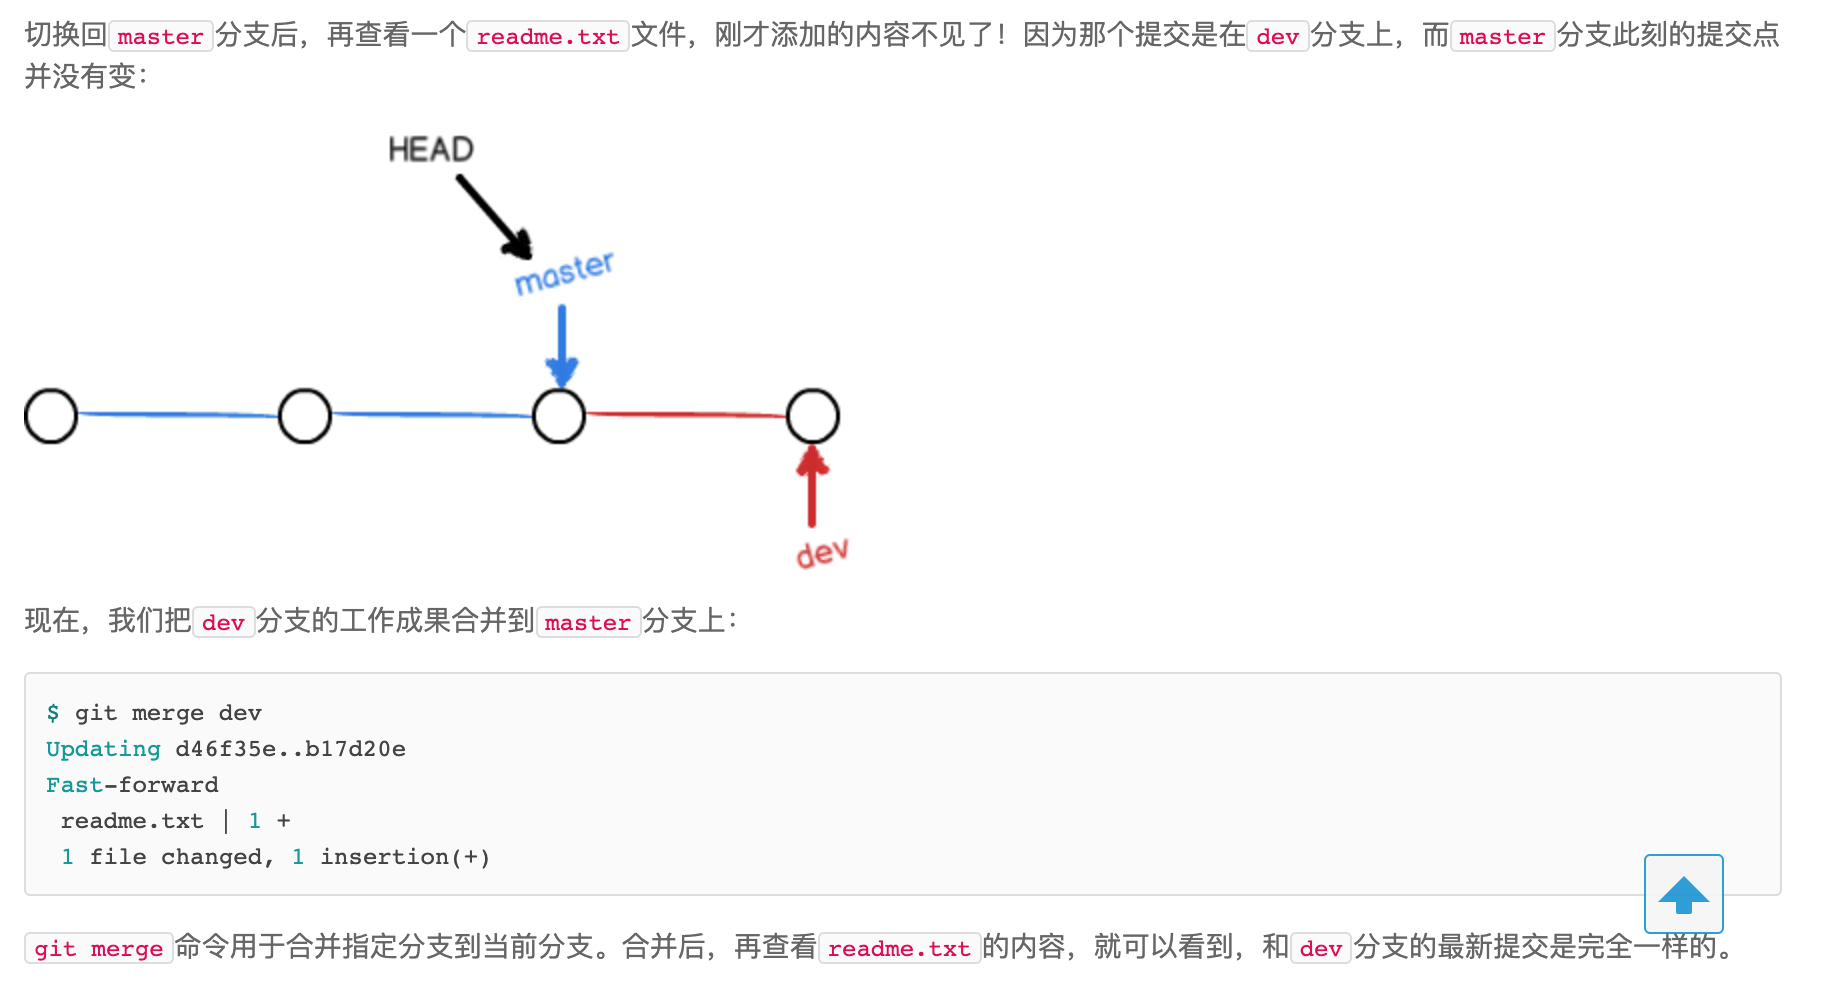 切换回master分支后，再查看一个readme.txt文件，刚才添加的内容不见了！因为那个提交是在dev分支上，而master分支此刻的提交点
并没有变：
HEAD
master
dev
现在，我们把dev分支的工作成果合并到master分支上：
$ git merge dev
Updating d46f35e..b17d20e
Fast-forward
 readme.txt | 1 +
 1 file changed, 1 insertion(+)
git merge命令用于合并指定分支到当前分支。合并后，再查看readme.txt的内容，就可以看到，和dev分支的最新提交是完全一样的。